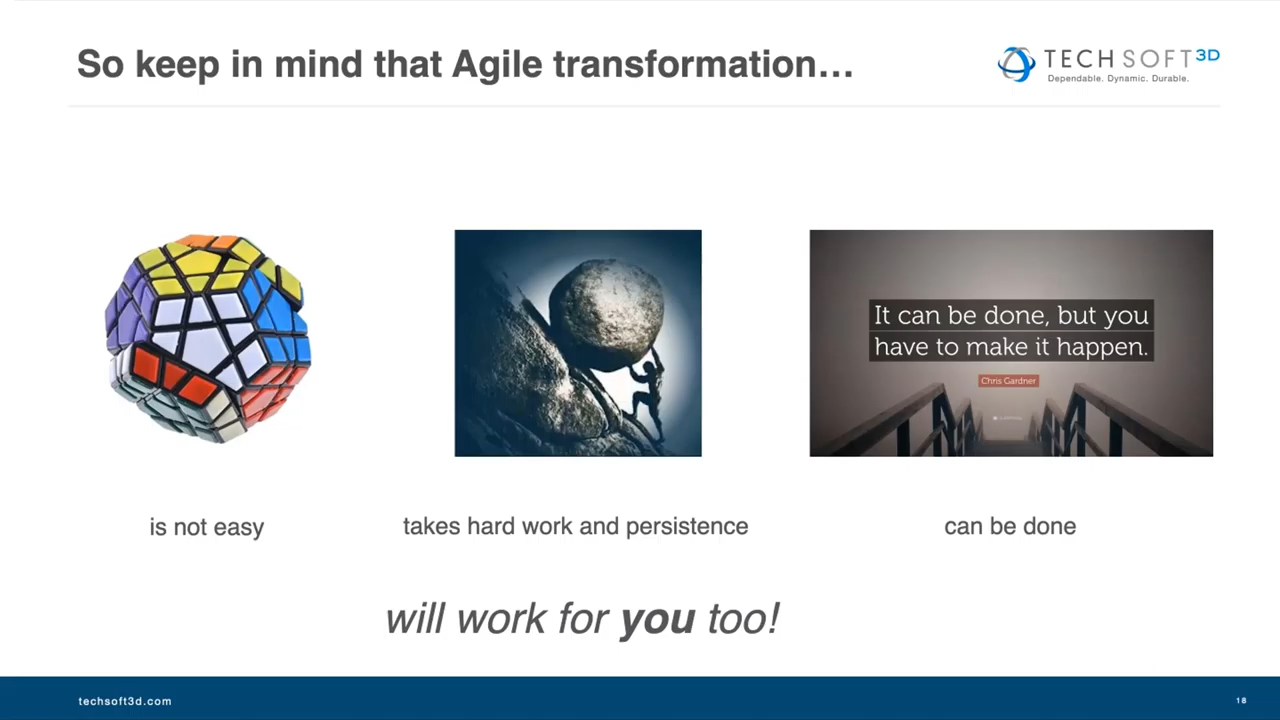 So keep in mind that Agile transformation…
TECH SOFT 3D
Dependable. Dynamic. Durable.
It can be done, but you
have to make it happen.
Chris Gardner
is not easy
takes hard work and persistence
can be done
will work for you too!
techsoft3d.com
18